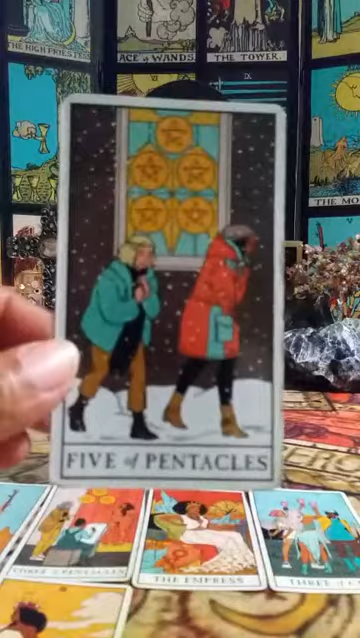 THE HIGH PRIESTESS
ACE of WANDS
THE TOWER.
IX
THE MO
FIVE of PENTACLES
THREE of PENTACLES
THE EMPRESS
THREE of C